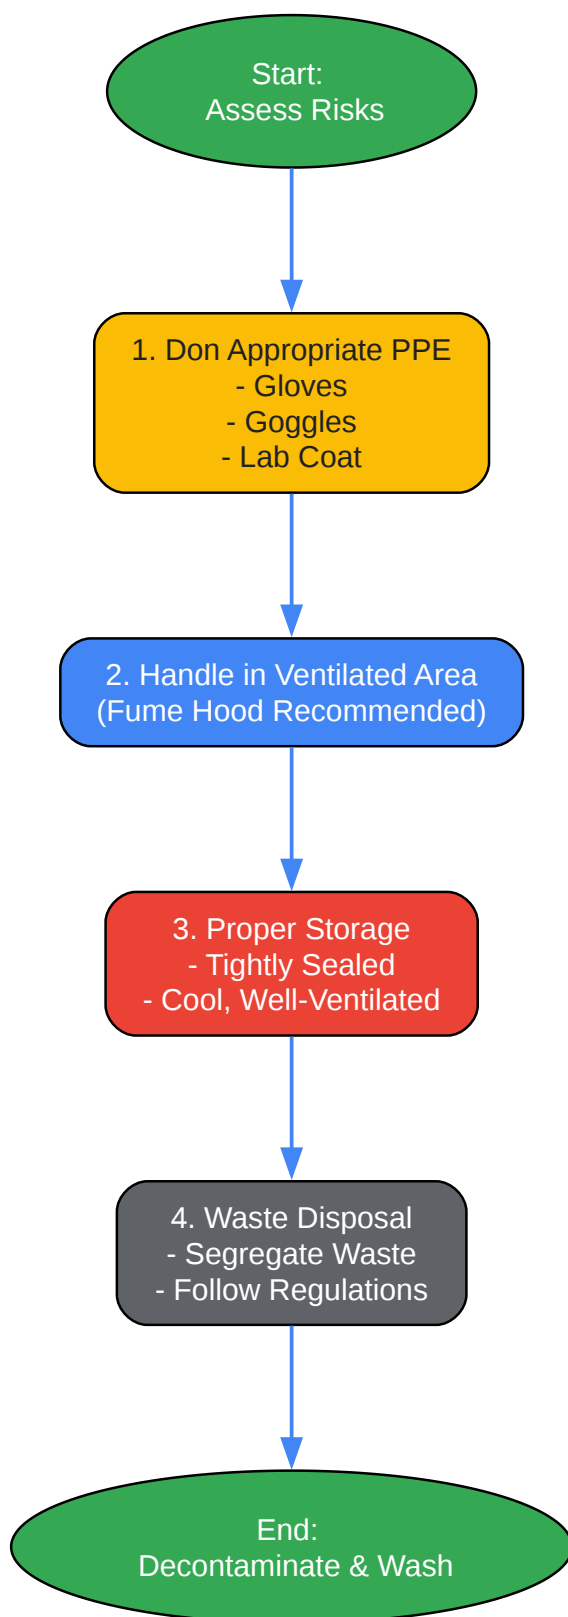 Start:
Assess Risks
1. Don Appropriate PPE
- Gloves
- Goggles
- Lab Coat
2. Handle in Ventilated Area
(Fume Hood Recommended)
3. Proper Storage
- Tightly Sealed
- Cool, Well-Ventilated
4. Waste Disposal
- Segregate Waste
- Follow Regulations
End:
Decontaminate & Wash